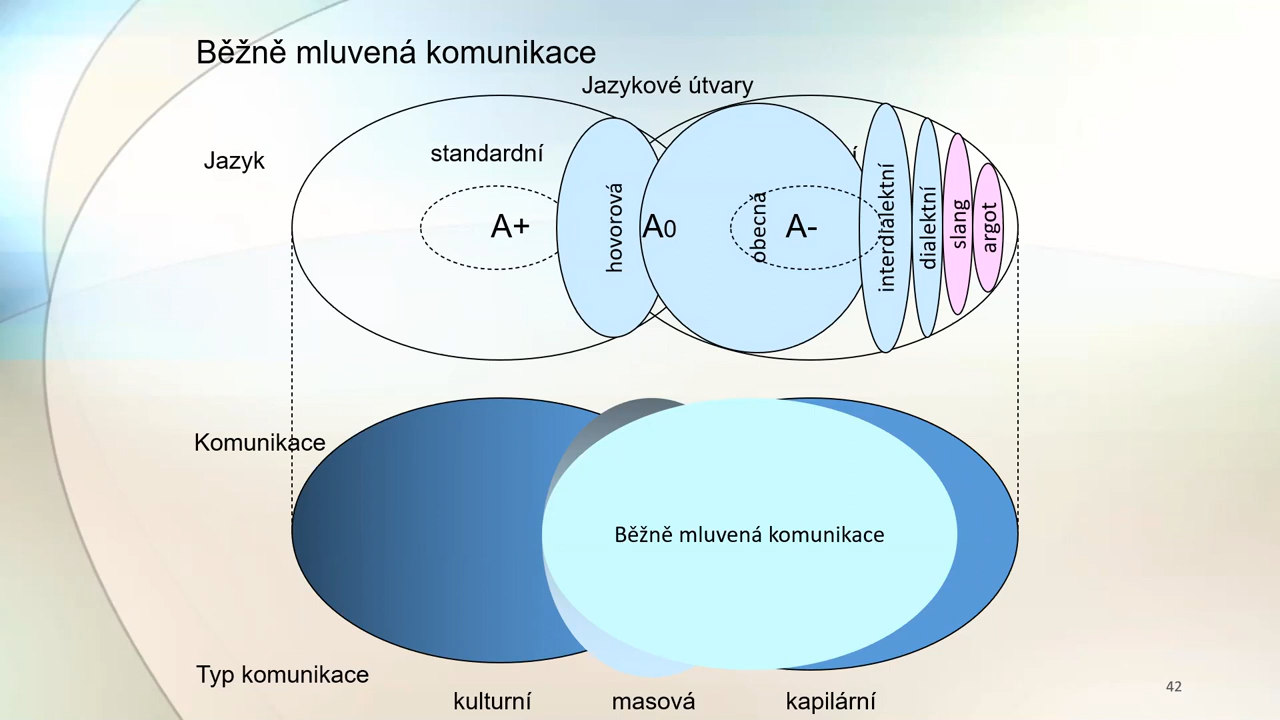 Běžně mluvená komunikace
Jazykové útvary
Jazyk
standardní
A+
hovorová
A0
obecná
A-
interdialektní
dialektní
slang
argot
Komunikace
Běžně mluvená komunikace
Typ komunikace
kulturní
masová
kapilární
42